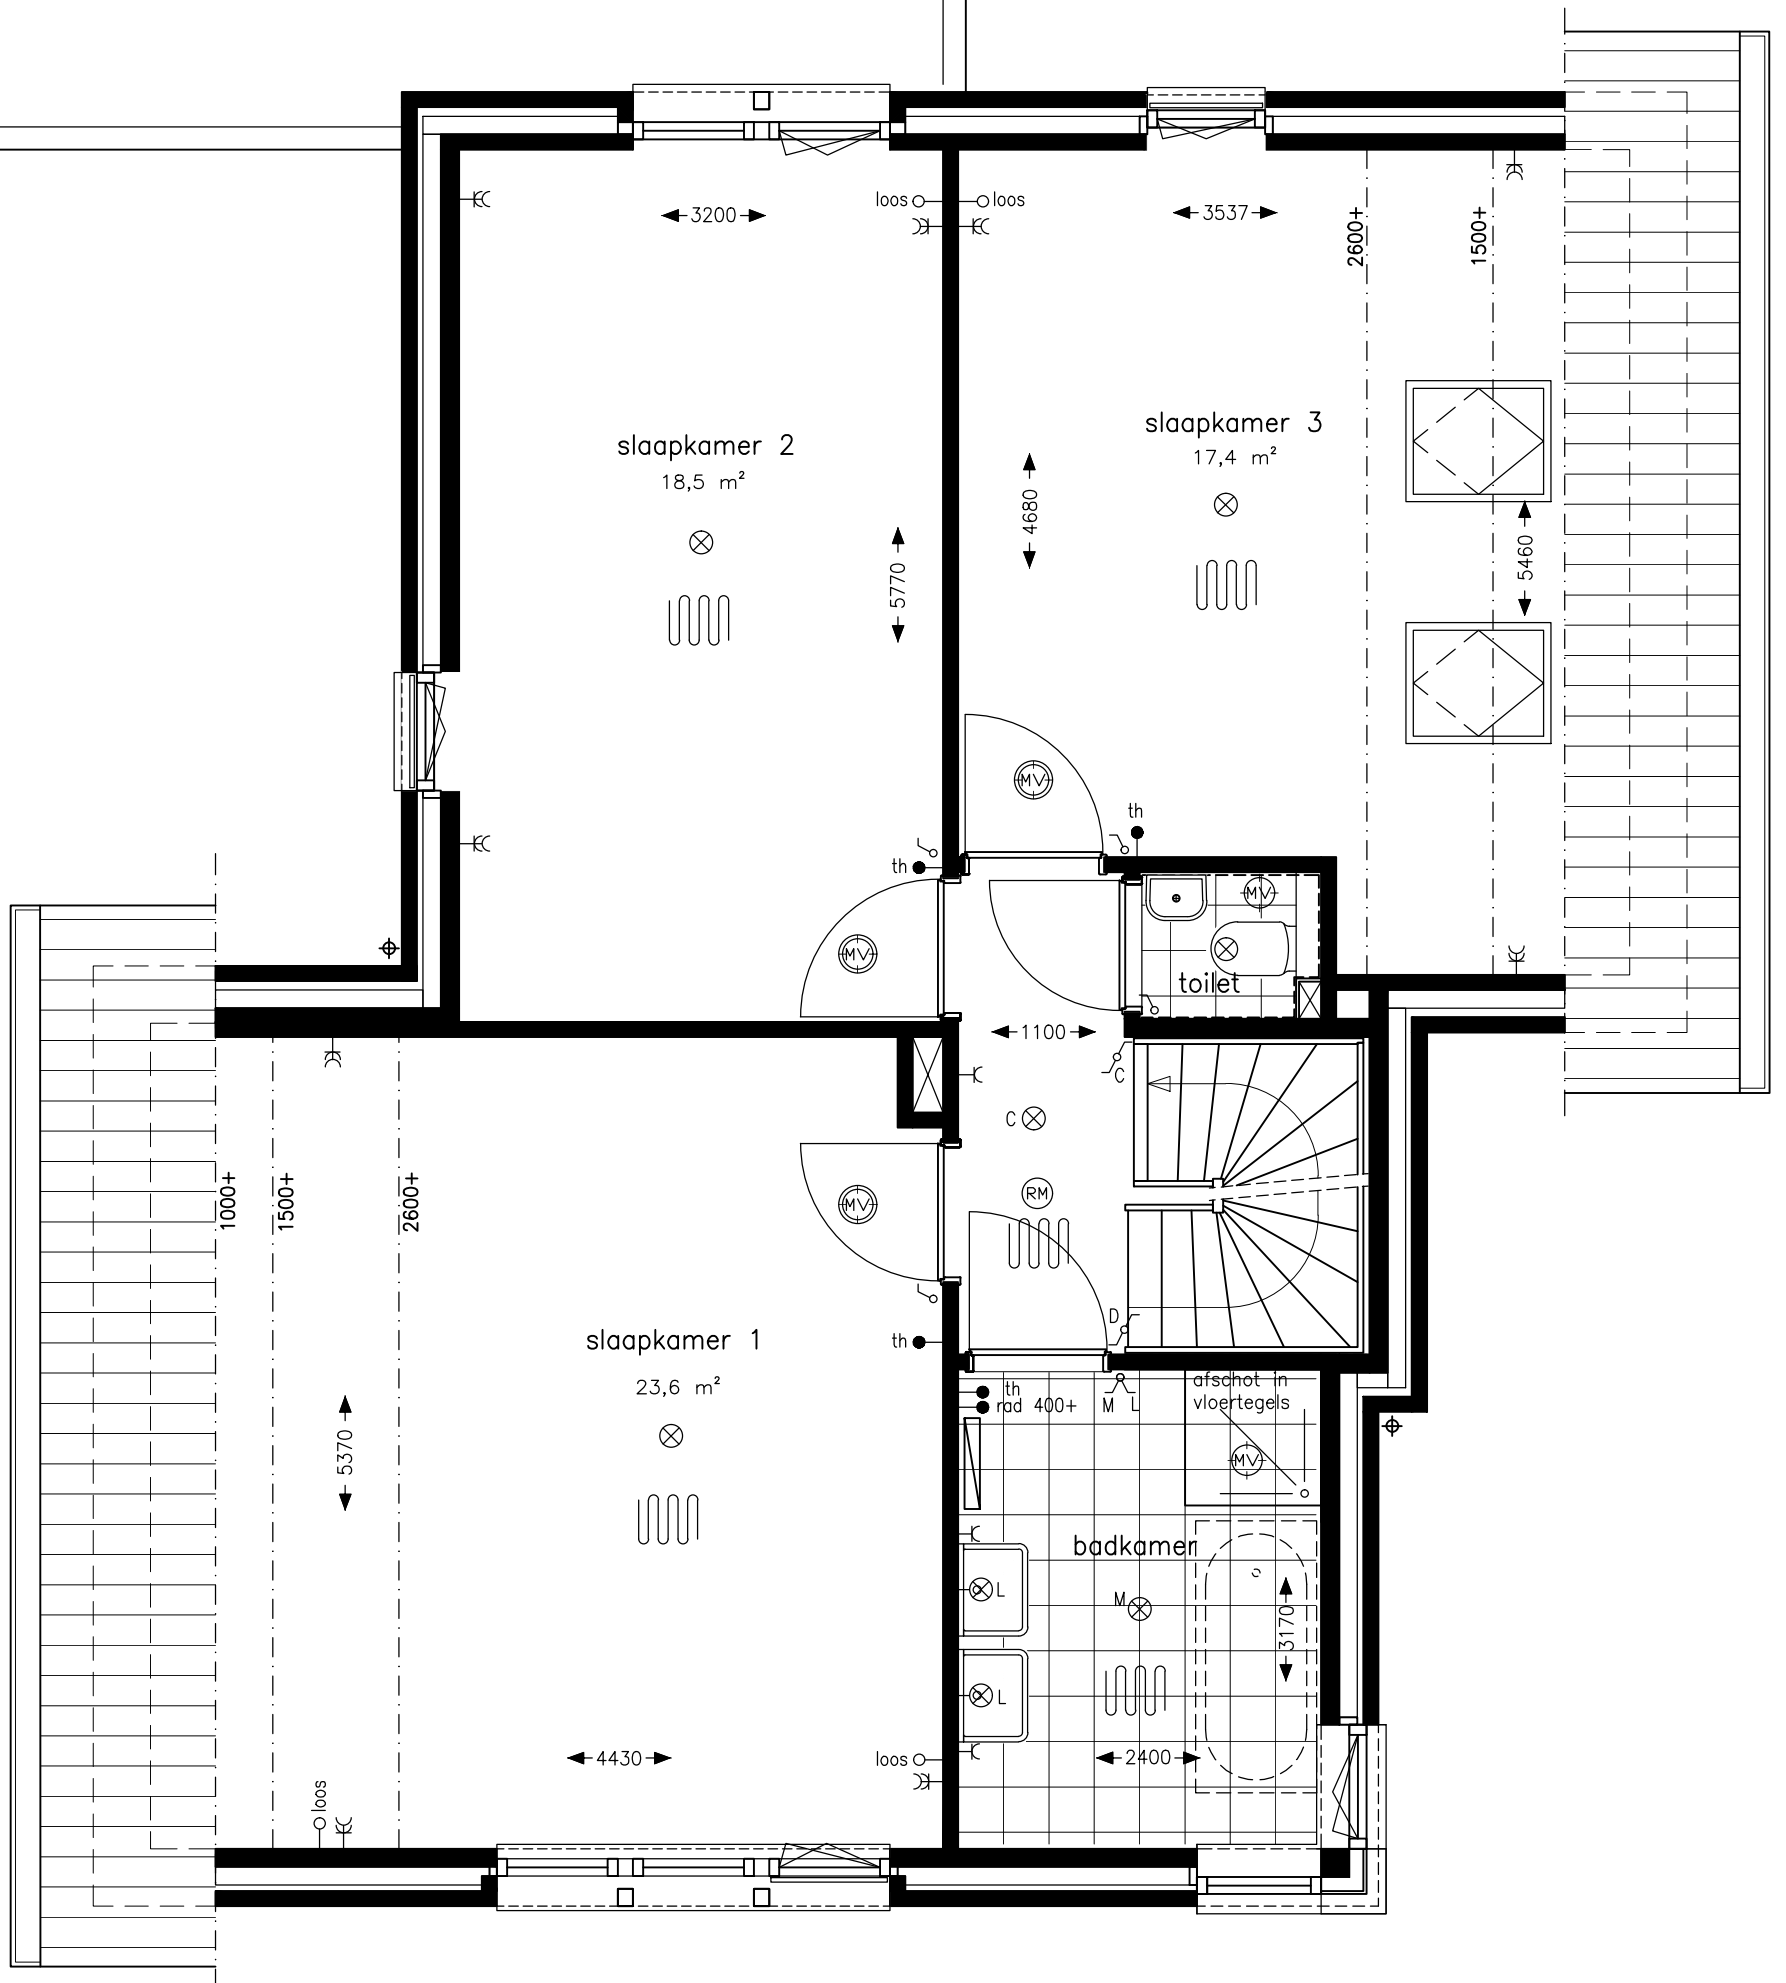 loos
loos
3200
3537
2600+
1500+
slaapkamer 3
17,4 m²
slaapkamer 2
18,5 m²
4680
5460
5770
MV
th
th
MV
MV
toilet
1100
C
C
RM
1000+
1500+
2600+
MV
D
slaapkamer 1
th
23,6 m²
afschot in
vloertegels
th
rad 400+
M L
5370
MV
badkamer
L
M
3170
L
4430
loos
2400
loos